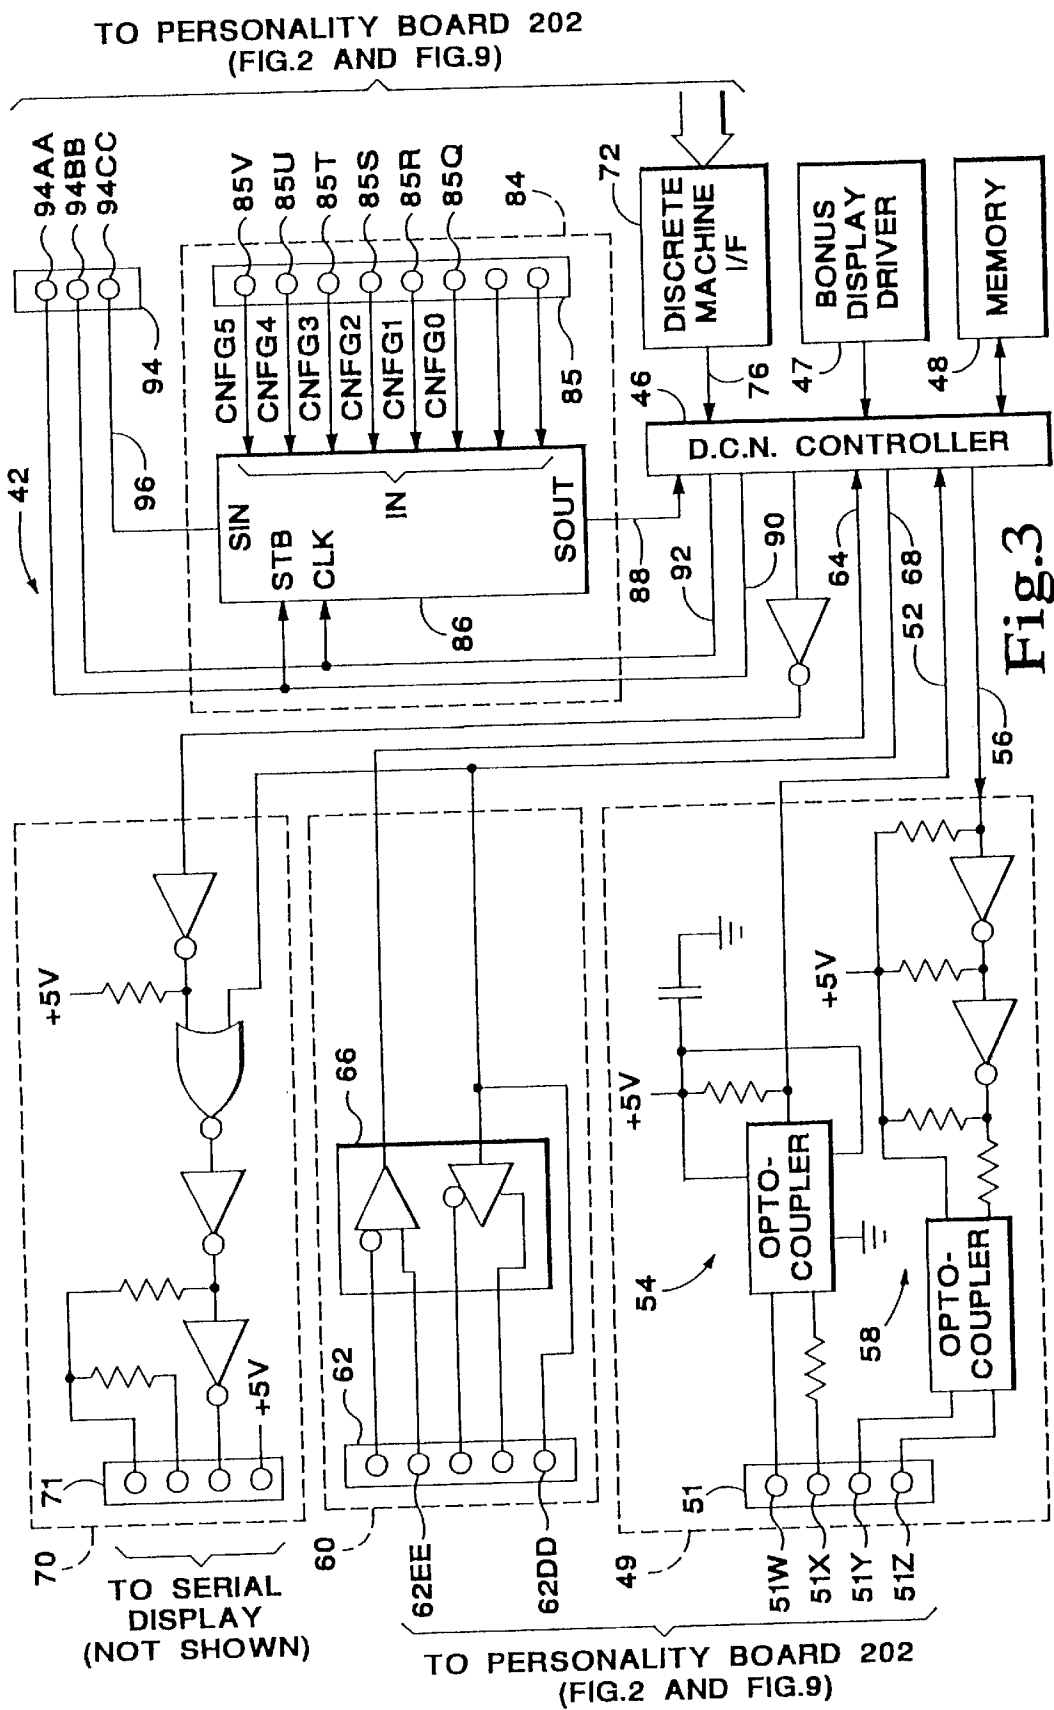 TO PERSONALITY BOARD 202
(FIG.2 AND FIG.9)
94AA
94BB
94CC
94
96
42
85V
85U
85T
85S
85R
85Q
84
CNFG5
CNFG4
CNFG3
CNFG2
CNFG1
CNFG0
85
SIN
STB
CLK
IN
SOUT
86
88
72
DISCRETE
MACHINE
I/F
76
BONUS
DISPLAY
DRIVER
47
MEMORY
48
46
D.C.N. CONTROLLER
92
90
64
68
52
56
Fig.3
+5V
+5V
71
70
TO SERIAL
DISPLAY
(NOT SHOWN)
66
62
60
62EE
62DD
+5V
+5V
OPTO-
COUPLER
54
OPTO-
COUPLER
58
51
49
51W
51X
51Y
51Z
TO PERSONALITY BOARD 202
(FIG.2 AND FIG.9)